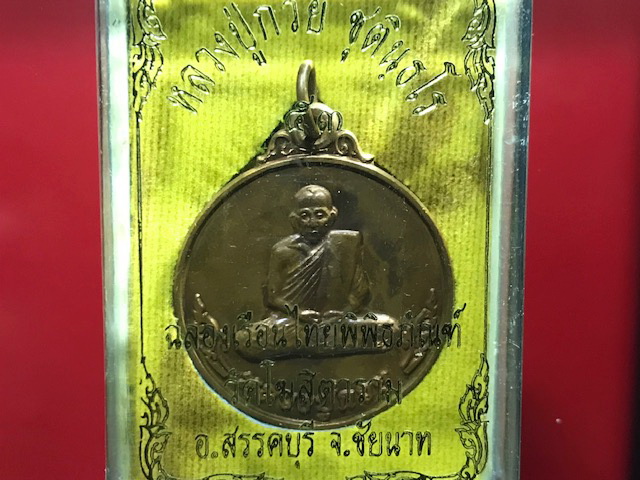 หลวงปู่กวย ชุตินฺธโร
ฉลองเรือนไทยพิพิธภัณฑ์
วัดโฆสิตาราม
อ.สรรคบุรี จ.ชัยนาท